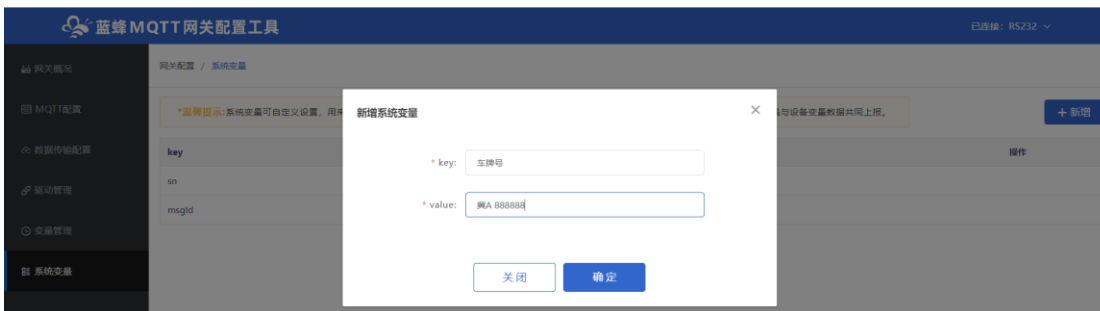 蓝蜂MQTT网关配置工具
已连接: RS232
网关概况
网关配置 / 系统变量
MQTT配置
*温馨提示:系统变量可自定义设置，用来
新增系统变量
与设备变量数据共同上报。
+ 新增
数据传输配置
key
操作
* key: 车牌号
sn
驱动管理
* value: 冀A 888888
msgId
变量管理
系统变量
关闭
确定